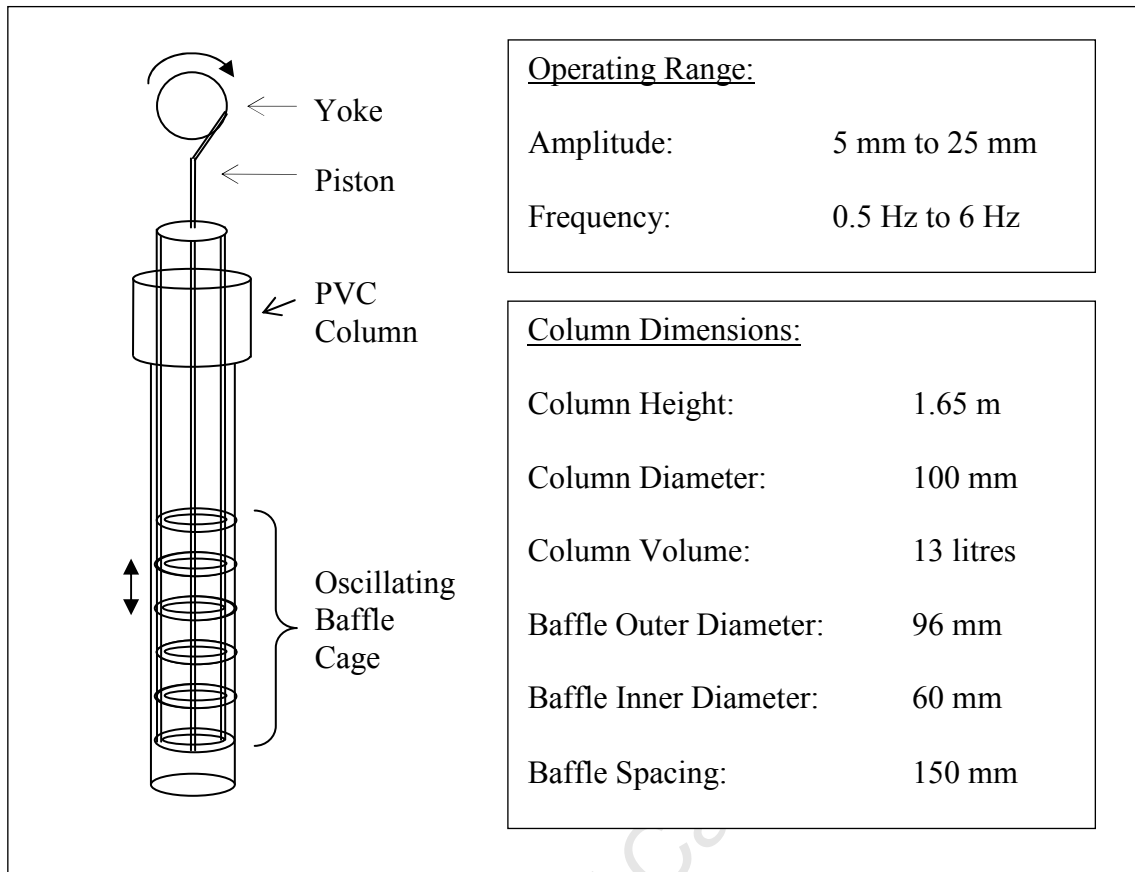 Yoke
Piston
PVC
Column
Oscillating
Baffle
Cage
Operating Range:
Amplitude: 5 mm to 25 mm
Frequency: 0.5 Hz to 6 Hz
Column Dimensions:
Column Height: 1.65 m
Column Diameter: 100 mm
Column Volume: 13 litres
Baffle Outer Diameter: 96 mm
Baffle Inner Diameter: 60 mm
Baffle Spacing: 150 mm